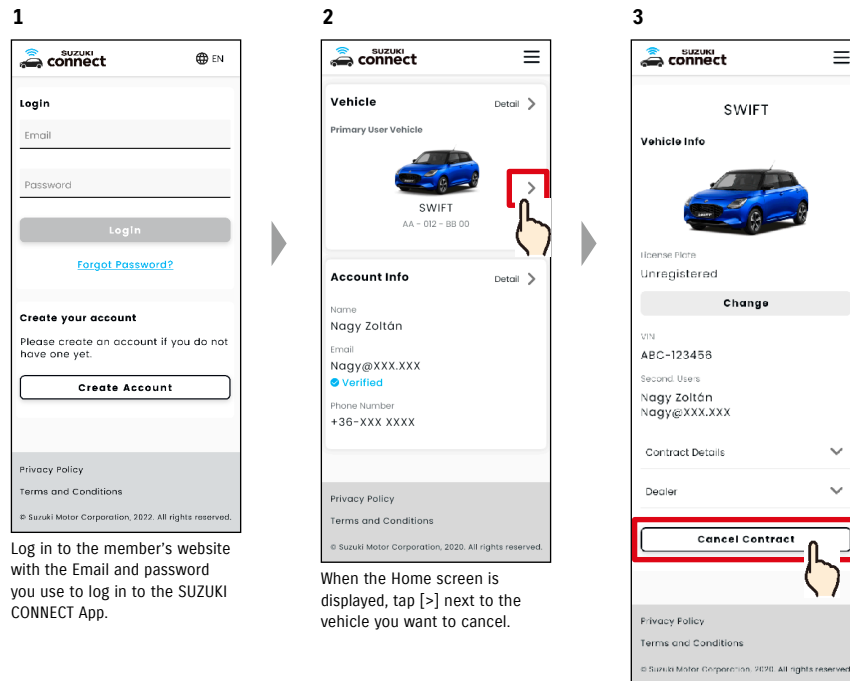 1
SUZUKI
connect
EN
Login
Email
Password
Login
Forgot Password?
Create your account
Please create an account if you do not
have one yet.
Create Account
Privacy Policy
Terms and Conditions
© Suzuki Motor Corporation, 2022. All rights reserved.
Log in to the member's website
with the Email and password
you use to log in to the SUZUKI
CONNECT App.
2
SUZUKI
connect
Vehicle
Detail
Primary User Vehicle
SWIFT
AA - 012 - BB 00
Account Info
Detail
Name
Nagy Zoltán
Email
Nagy@XXX.XXX
Verified
Phone Number
+36-XXX XXXX
Privacy Policy
Terms and Conditions
© Suzuki Motor Corporation, 2020. All rights reserved.
When the Home screen is
displayed, tap [>] next to the
vehicle you want to cancel.
3
SUZUKI
connect
SWIFT
Vehicle Info
License Plate
Unregistered
Change
VIN
ABC-123456
Second. Users
Nagy Zoltán
Nagy@XXX.XXX
Contract Details
Dealer
Cancel Contract
Privacy Policy
Terms and Conditions
© Suzuki Motor Corporation, 2020. All rights reserved